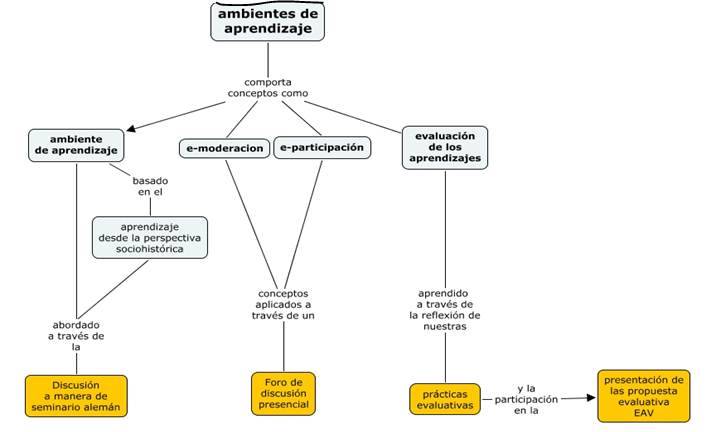 ambientes de
aprendizaje
comporta
conceptos como
ambiente
de aprendizaje
e-moderacion
e-participación
evaluación
de los
aprendizajes
basado
en el
aprendizaje
desde la perspectiva
sociohistórica
conceptos
aplicados a
través de un
aprendido
a través de
la reflexión de
nuestras
abordado
a través de
la
Discusión
a manera de
seminario alemán
Foro de
discusión
presencial
prácticas
evaluativas
y la
participación
en la
presentación de
las propuesta
evaluativa
EAV